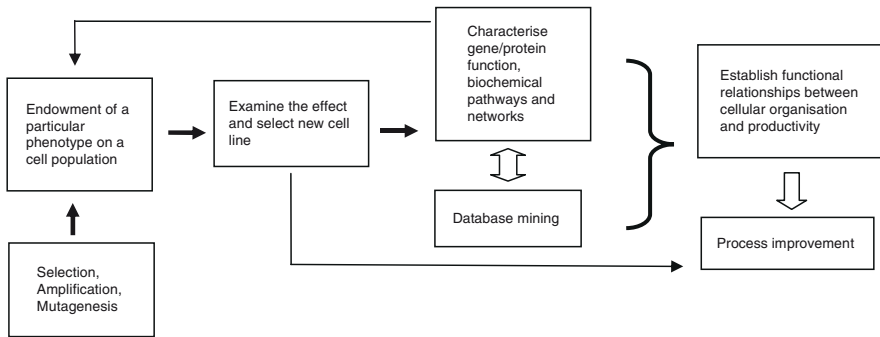 Endowment of a
particular
phenotype on a
cell population
Selection,
Amplification,
Mutagenesis
Examine the effect
and select new cell
line
Characterise
gene/protein
function,
biochemical
pathways and
networks
Database mining
Establish functional
relationships between
cellular organisation
and productivity
Process improvement